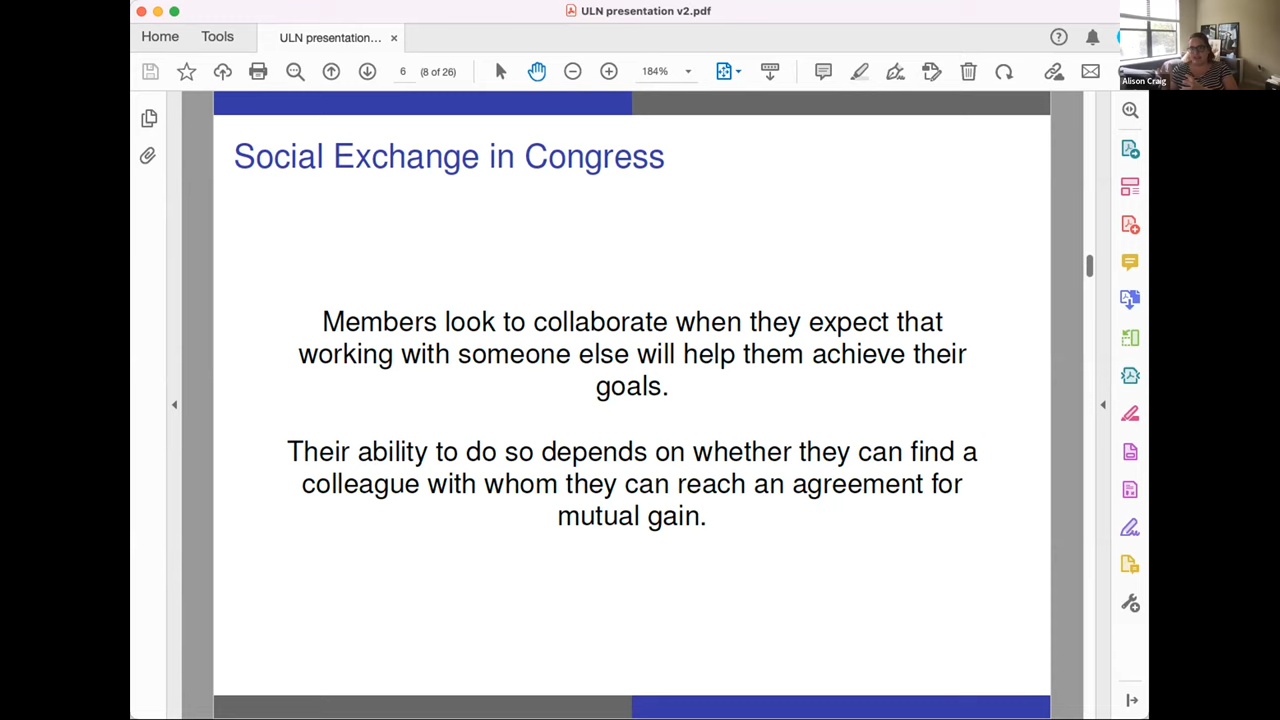 ULN presentation v2.pdf
Home
Tools
ULN presentation...
×
6
(8 of 26)
184%
Alison Craig
Social Exchange in Congress
Members look to collaborate when they expect that
working with someone else will help them achieve their
goals.
Their ability to do so depends on whether they can find a
colleague with whom they can reach an agreement for
mutual gain.